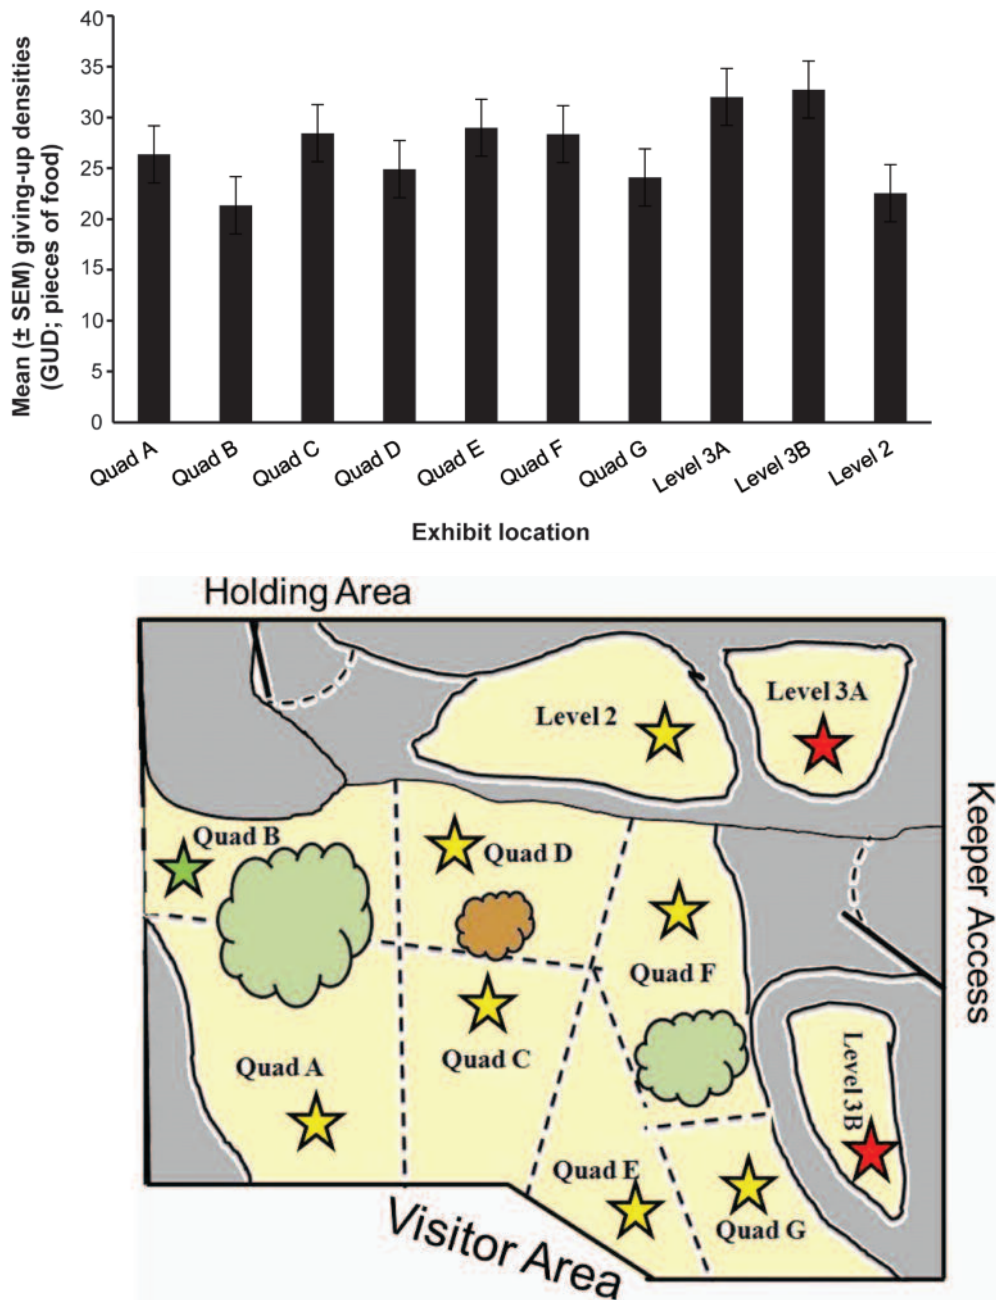 Mean (± SEM) giving-up densities
(GUD; pieces of food)
40
35
30
25
20
15
10
5
0
Quad A
Quad B
Quad C
Quad D
Quad E
Quad F
Quad G
Level 3A
Level 3B
Level 2
Exhibit location
Holding Area
Level 3A
Level 2
Keeper Access
Quad B
Quad D
Quad F
Level 3B
Quad C
Quad A
Quad E
Quad G
Visitor Area